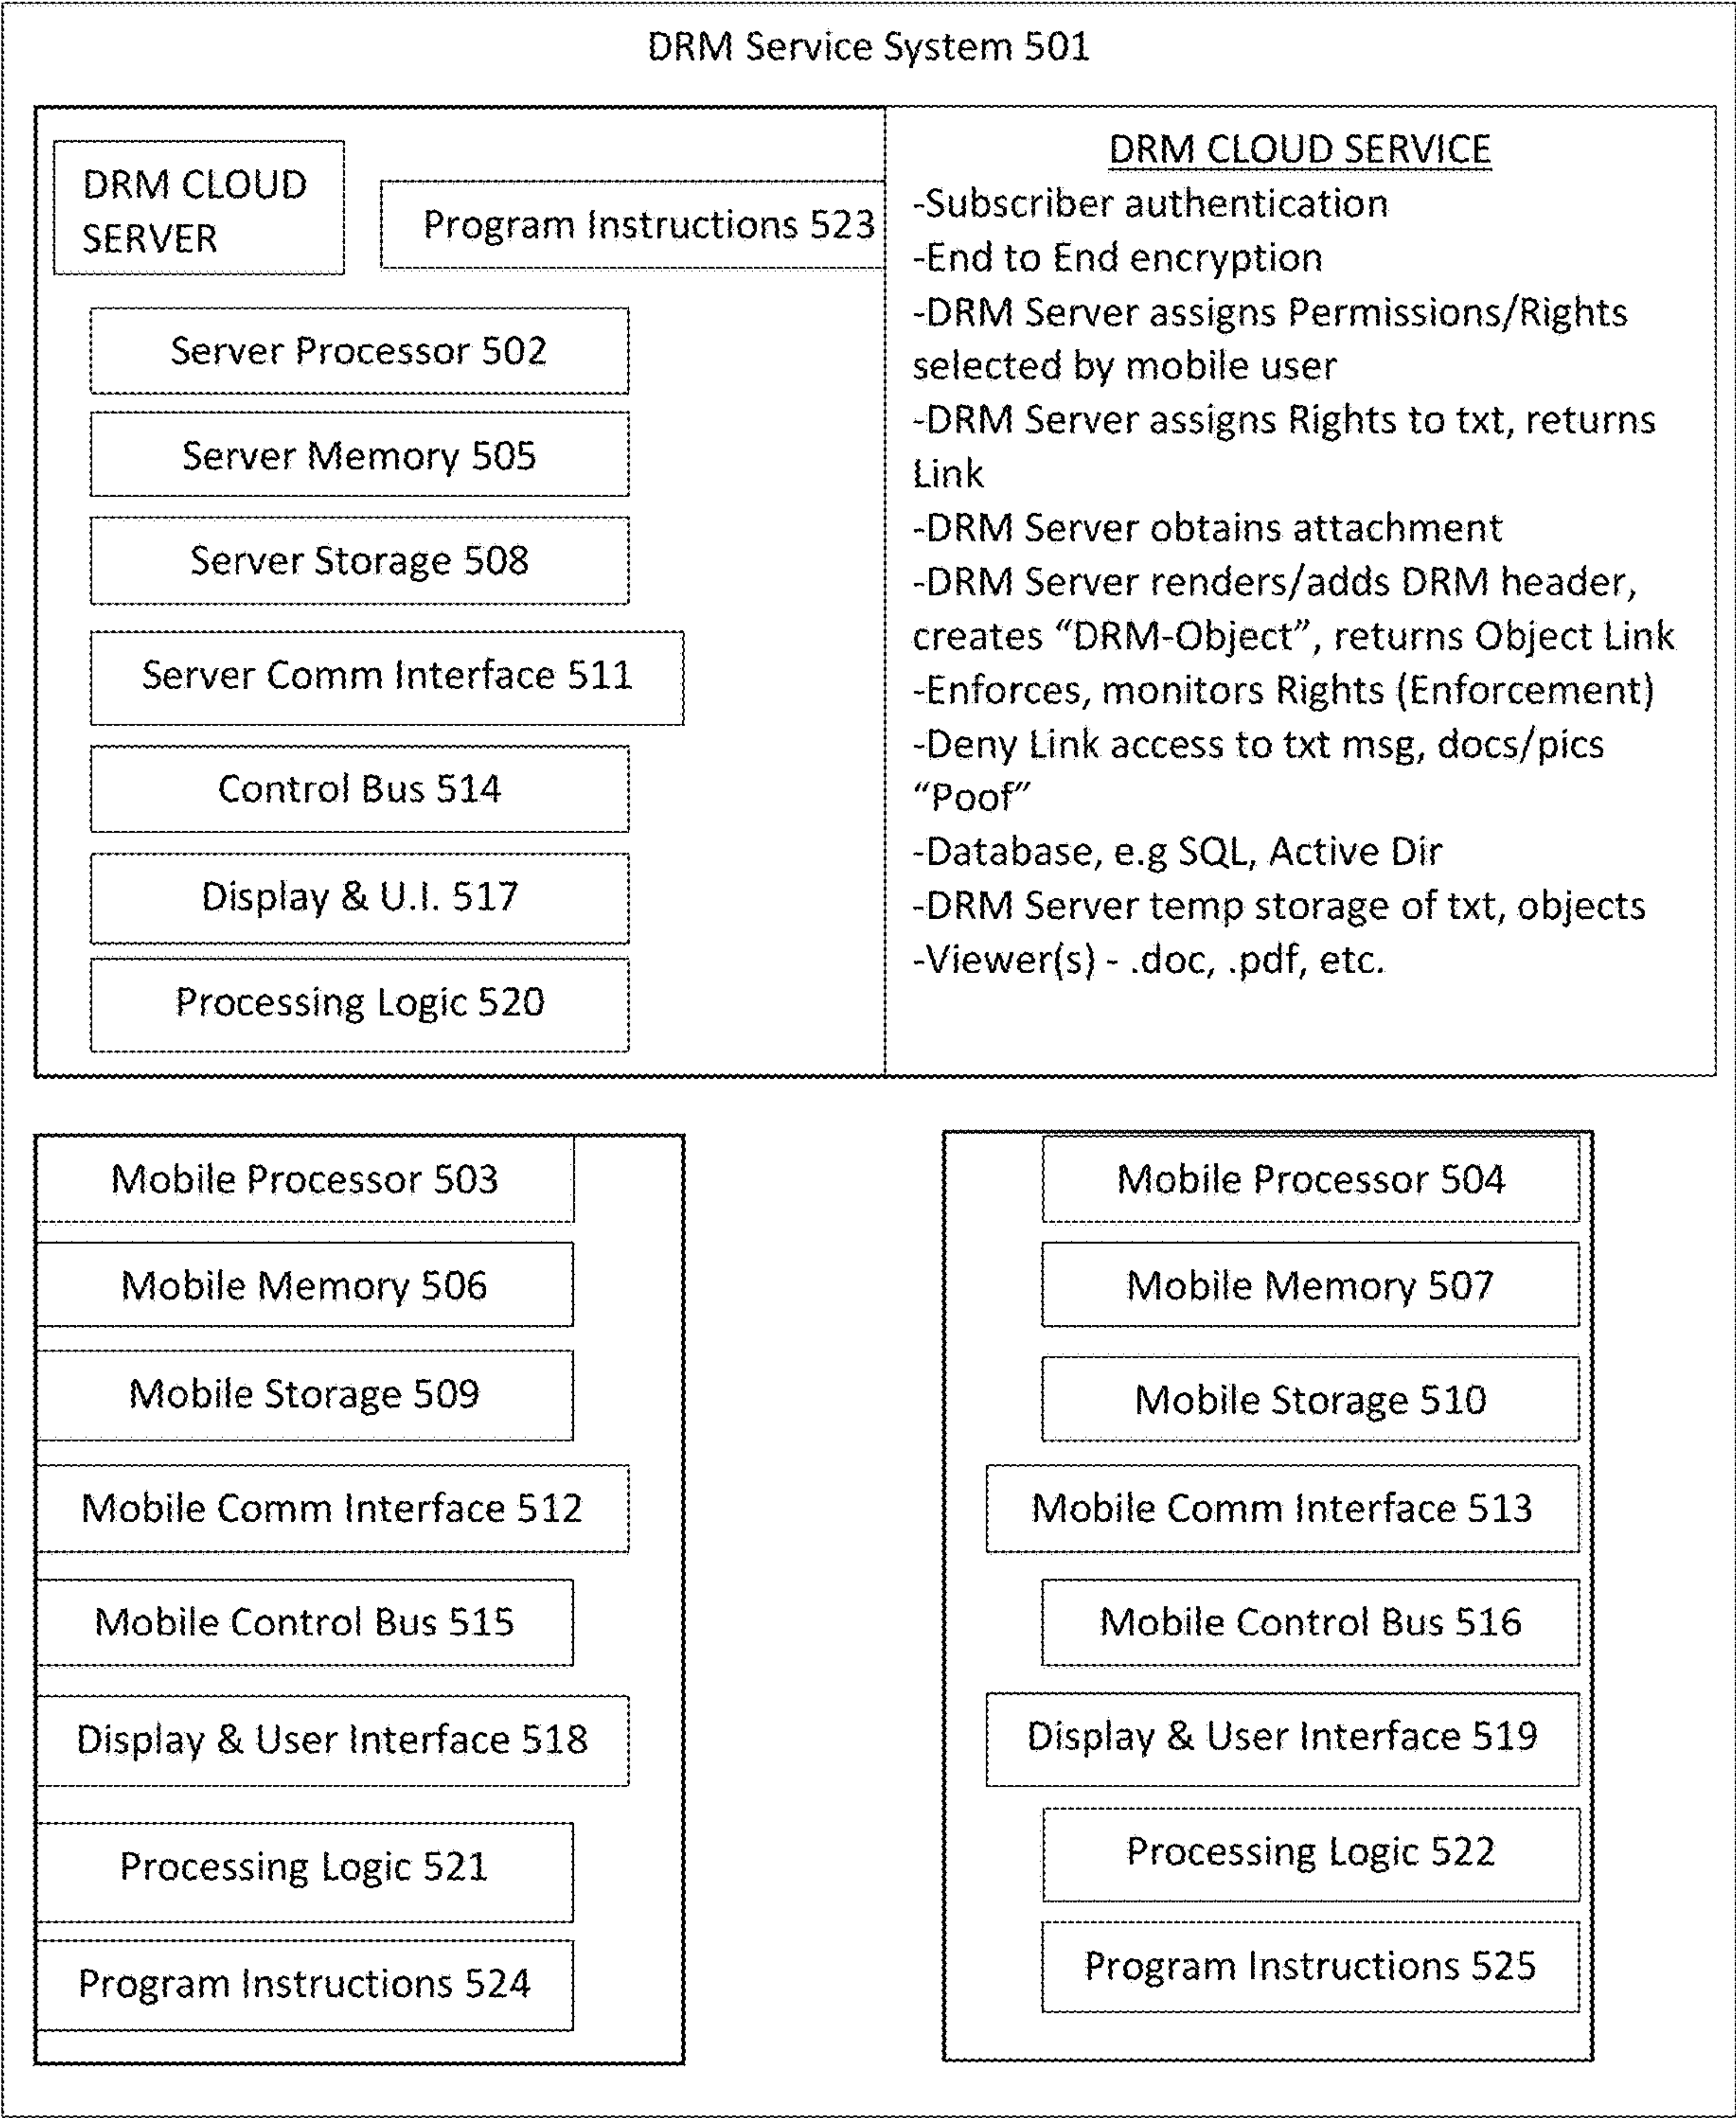 DRM Service System 501
DRM CLOUD
SERVER
Program Instructions 523
Server Processor 502
Server Memory 505
Server Storage 508
Server Comm Interface 511
Control Bus 514
Display & U.I. 517
Processing Logic 520
DRM CLOUD SERVICE
-Subscriber authentication
-End to End encryption
-DRM Server assigns Permissions/Rights
selected by mobile user
-DRM Server assigns Rights to txt, returns
Link
-DRM Server obtains attachment
-DRM Server renders/adds DRM header,
creates “DRM-Object”, returns Object Link
-Enforces, monitors Rights (Enforcement)
-Deny Link access to txt msg, docs/pics
“Poof”
-Database, e.g SQL, Active Dir
-DRM Server temp storage of txt, objects
-Viewer(s) - .doc, .pdf, etc.
Mobile Processor 503
Mobile Memory 506
Mobile Storage 509
Mobile Comm Interface 512
Mobile Control Bus 515
Display & User Interface 518
Processing Logic 521
Program Instructions 524
Mobile Processor 504
Mobile Memory 507
Mobile Storage 510
Mobile Comm Interface 513
Mobile Control Bus 516
Display & User Interface 519
Processing Logic 522
Program Instructions 525